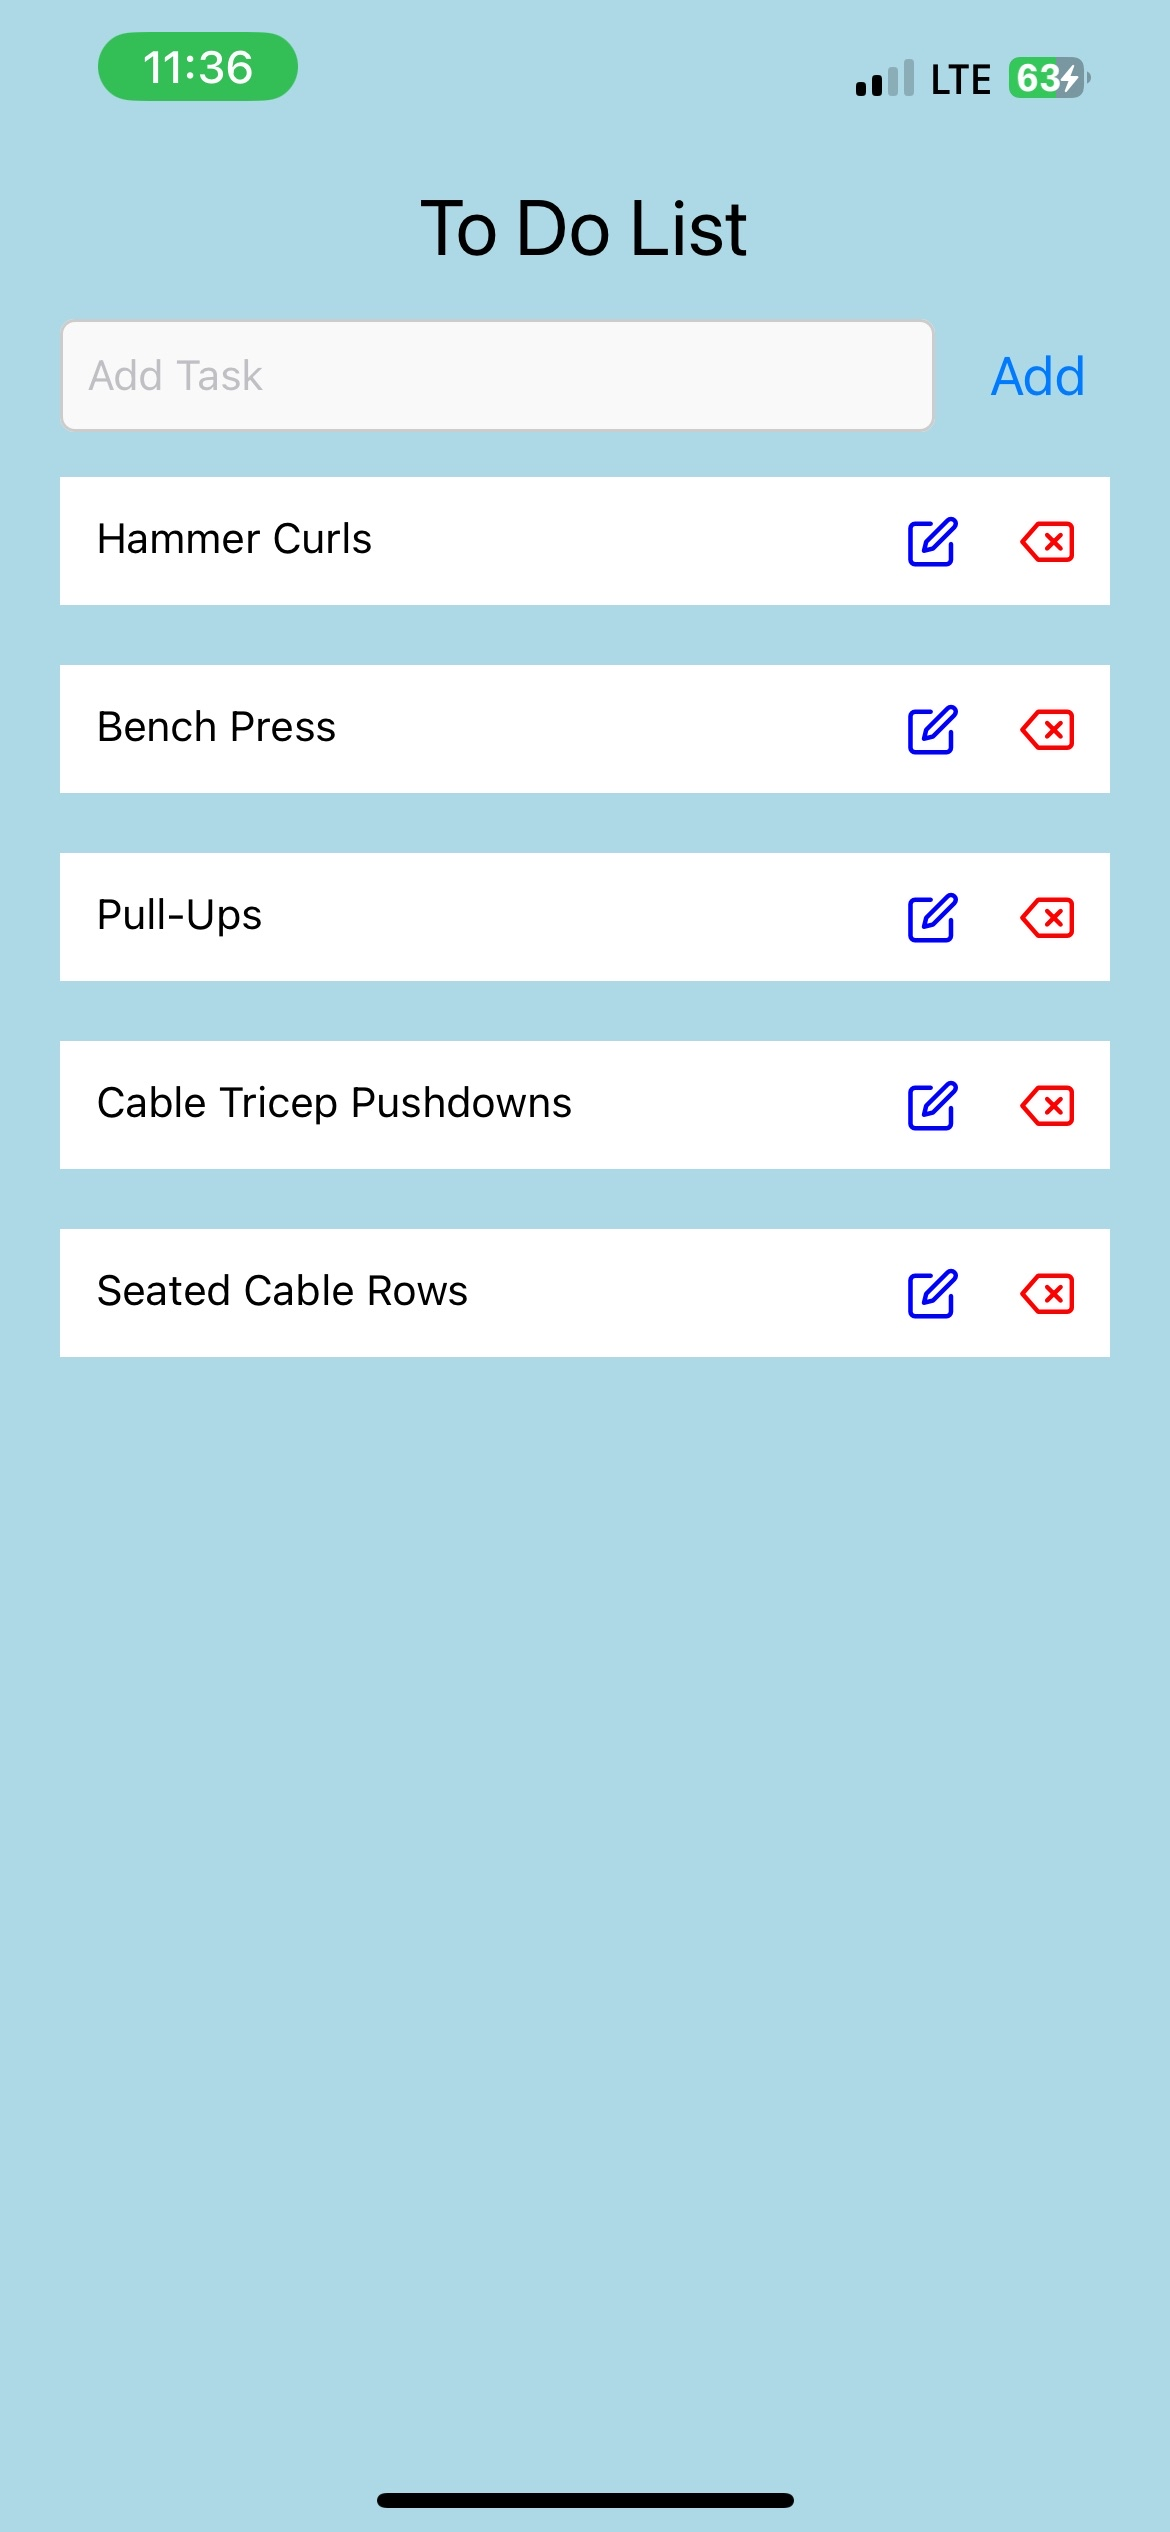 11:36
LTE 63
To Do List
Add Task Add
Hammer Curls
Bench Press
Pull-Ups
Cable Tricep Pushdowns
Seated Cable Rows